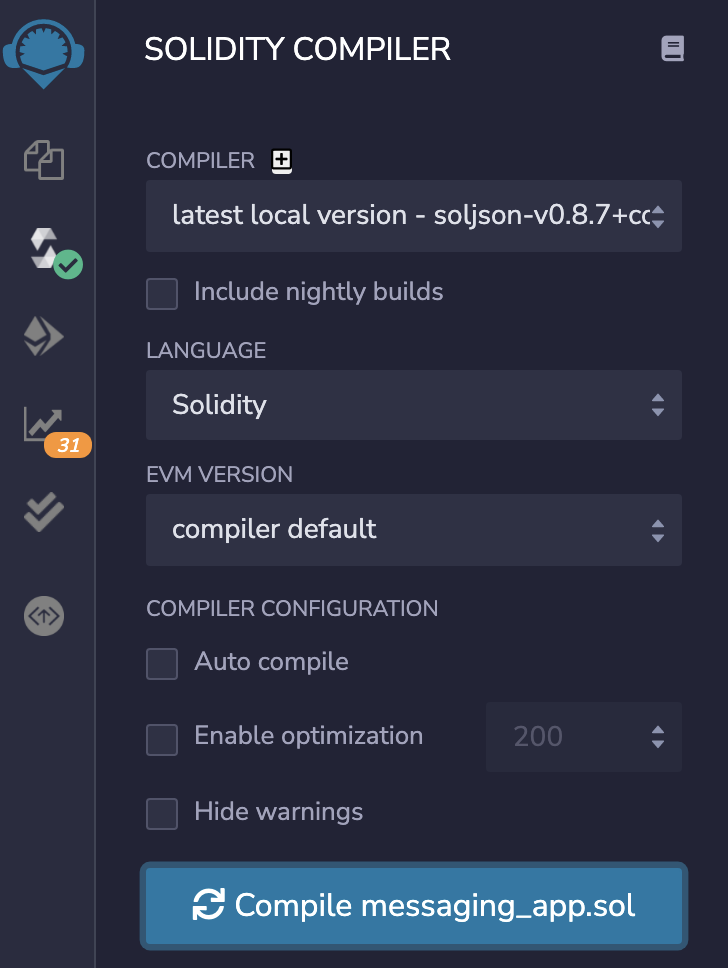 SOLIDITY COMPILER
COMPILER
latest local version - soljson-v0.8.7+cc
Include nightly builds
LANGUAGE
Solidity
EVM VERSION
compiler default
31
COMPILER CONFIGURATION
Auto compile
Enable optimization 200
Hide warnings
Compile messaging_app.sol